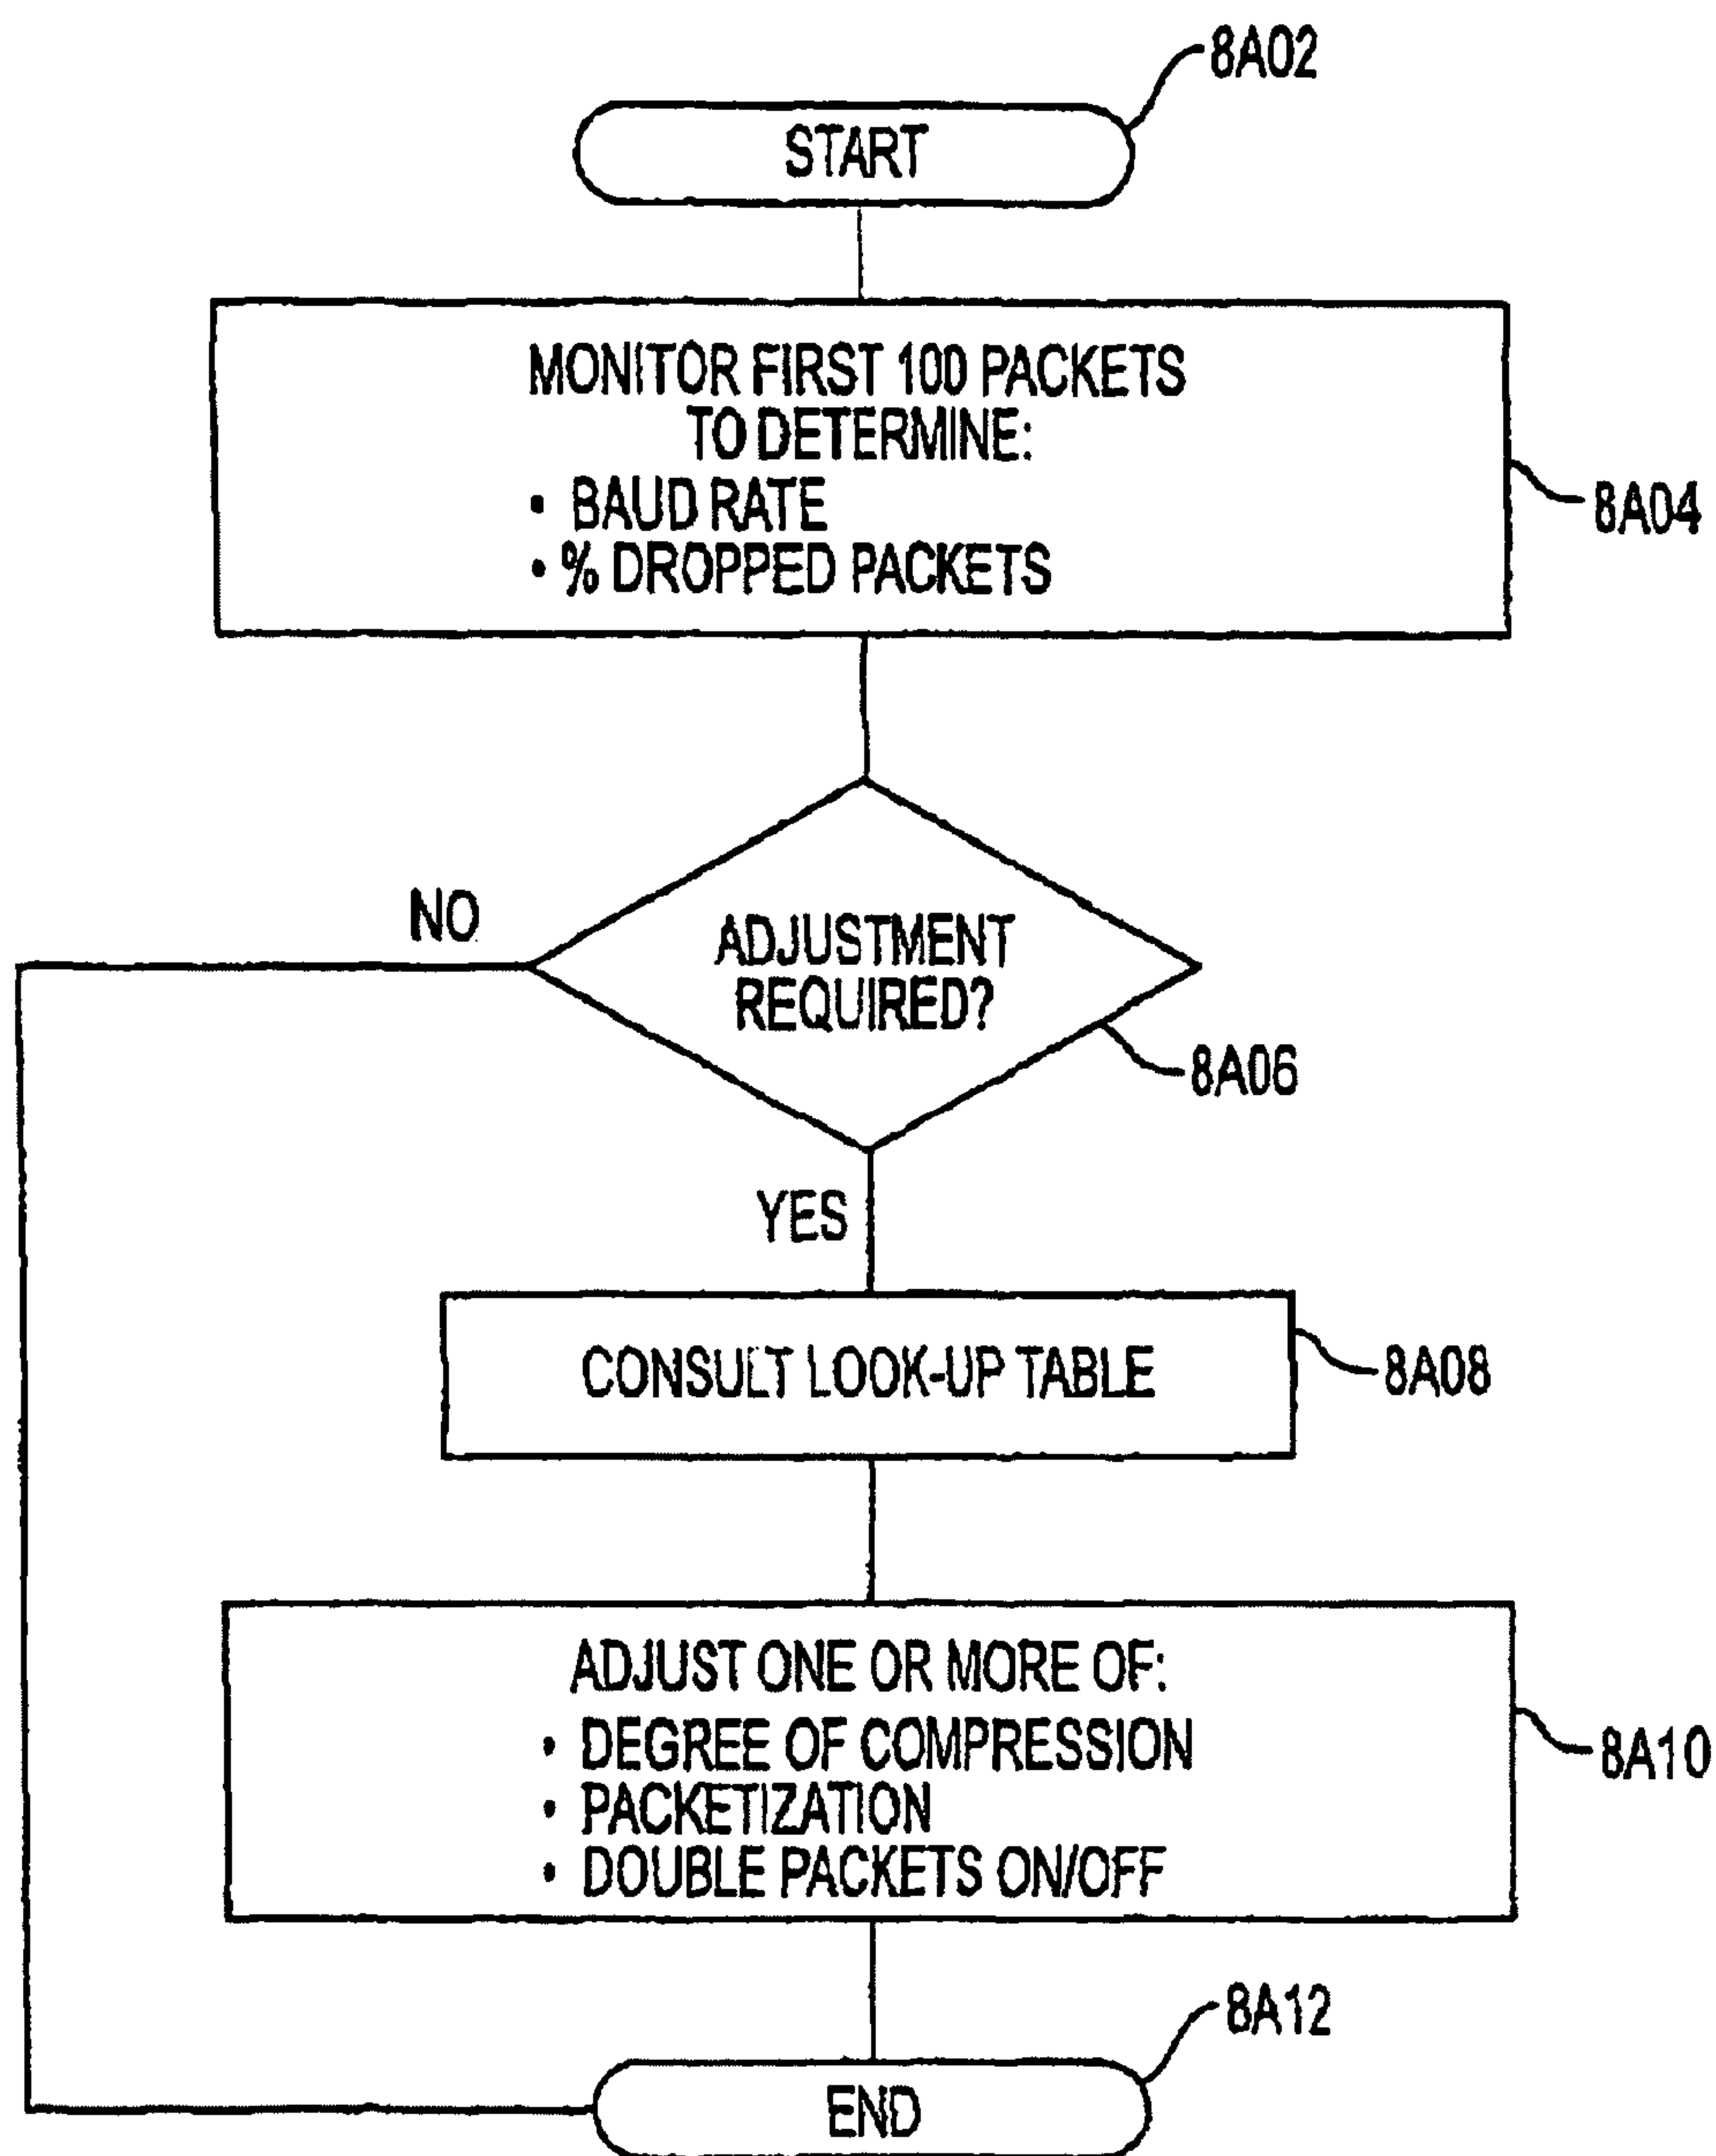 8A02
START
MONITOR FIRST 100 PACKETS
TO DETERMINE:
• BAUD RATE
• % DROPPED PACKETS
8A04
NO
ADJUSTMENT
REQUIRED?
8A06
YES
CONSULT LOOK-UP TABLE
8A08
ADJUST ONE OR MORE OF:
• DEGREE OF COMPRESSION
• PACKETIZATION
• DOUBLE PACKETS ON/OFF
8A10
8A12
END